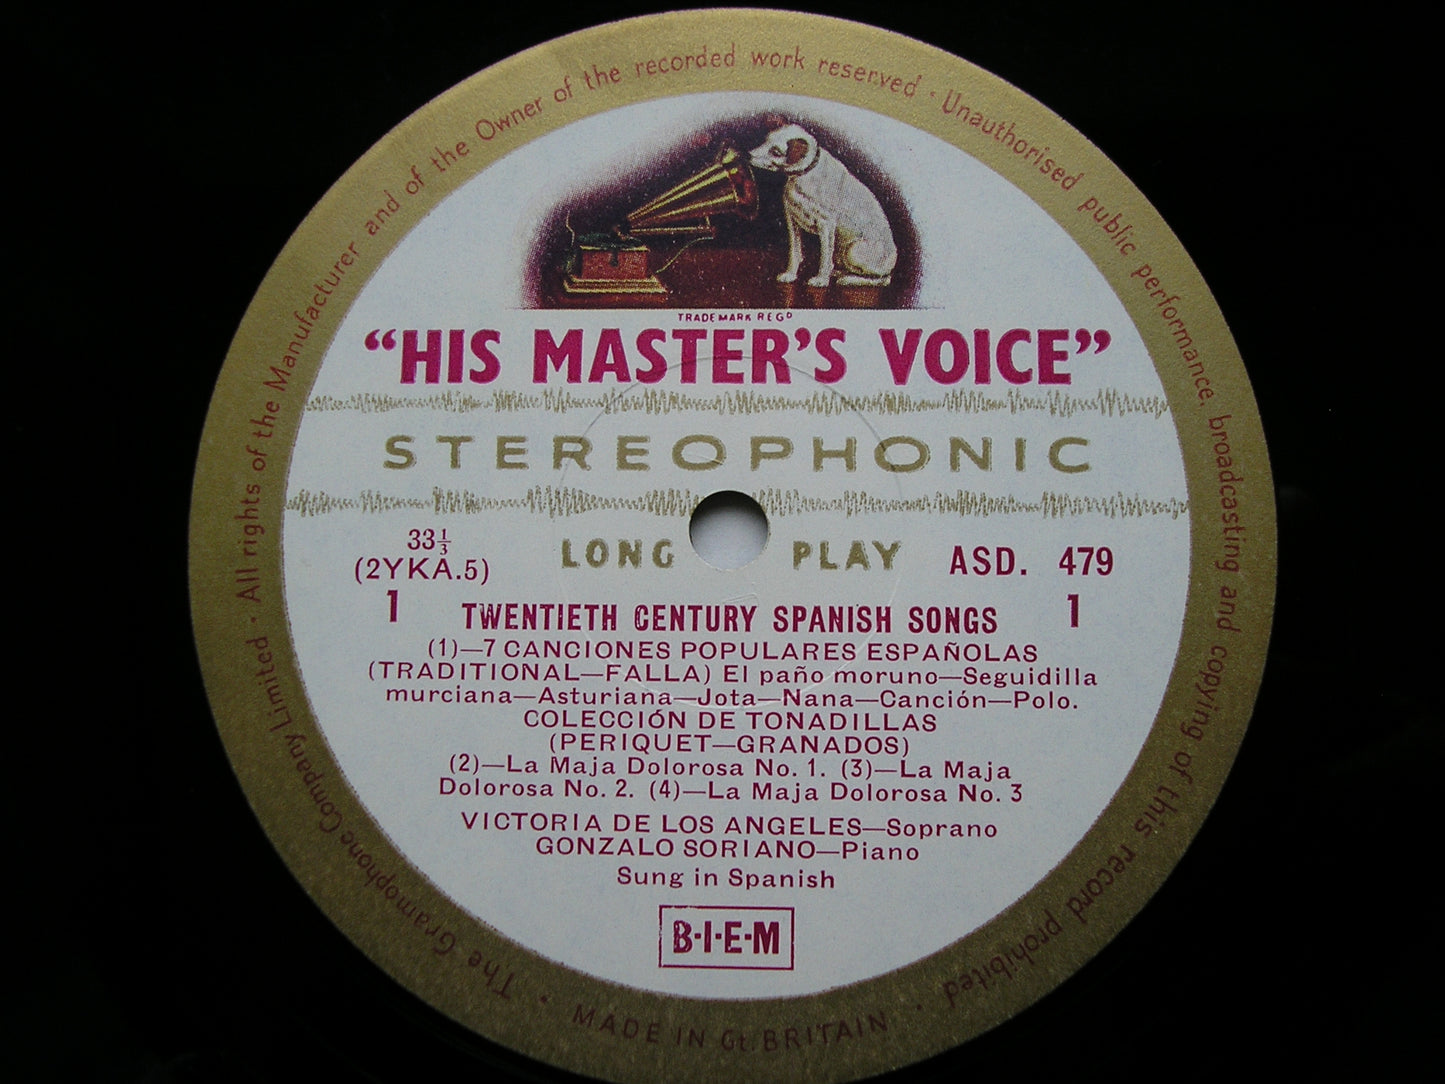 All rights of the Manufacturer and of the Owner of the recorded work reserved · Unauthorised public performance, broadcasting and copying of this record prohibited ·
TRADE MARK REGD
“HIS MASTER’S VOICE”
STEREOPHONIC
33⅓ LONG PLAY ASD. 479
(2YKA.5)
1 TWENTIETH CENTURY SPANISH SONGS 1
(1)—7 CANCIONES POPULARES ESPAÑOLAS
(TRADITIONAL—FALLA) El paño moruno—Seguidilla
murciana—Asturiana—Jota—Nana—Canción—Polo.
COLECCIÓN DE TONADILLAS
(PERIQUET—GRANADOS)
(2)—La Maja Dolorosa No. 1. (3)—La Maja
Dolorosa No. 2. (4)—La Maja Dolorosa No. 3
VICTORIA DE LOS ANGELES—Soprano
GONZALO SORIANO—Piano
Sung in Spanish
B·I·E·M
The Gramophone Company Limited ·
· MADE IN Gt. BRITAIN ·